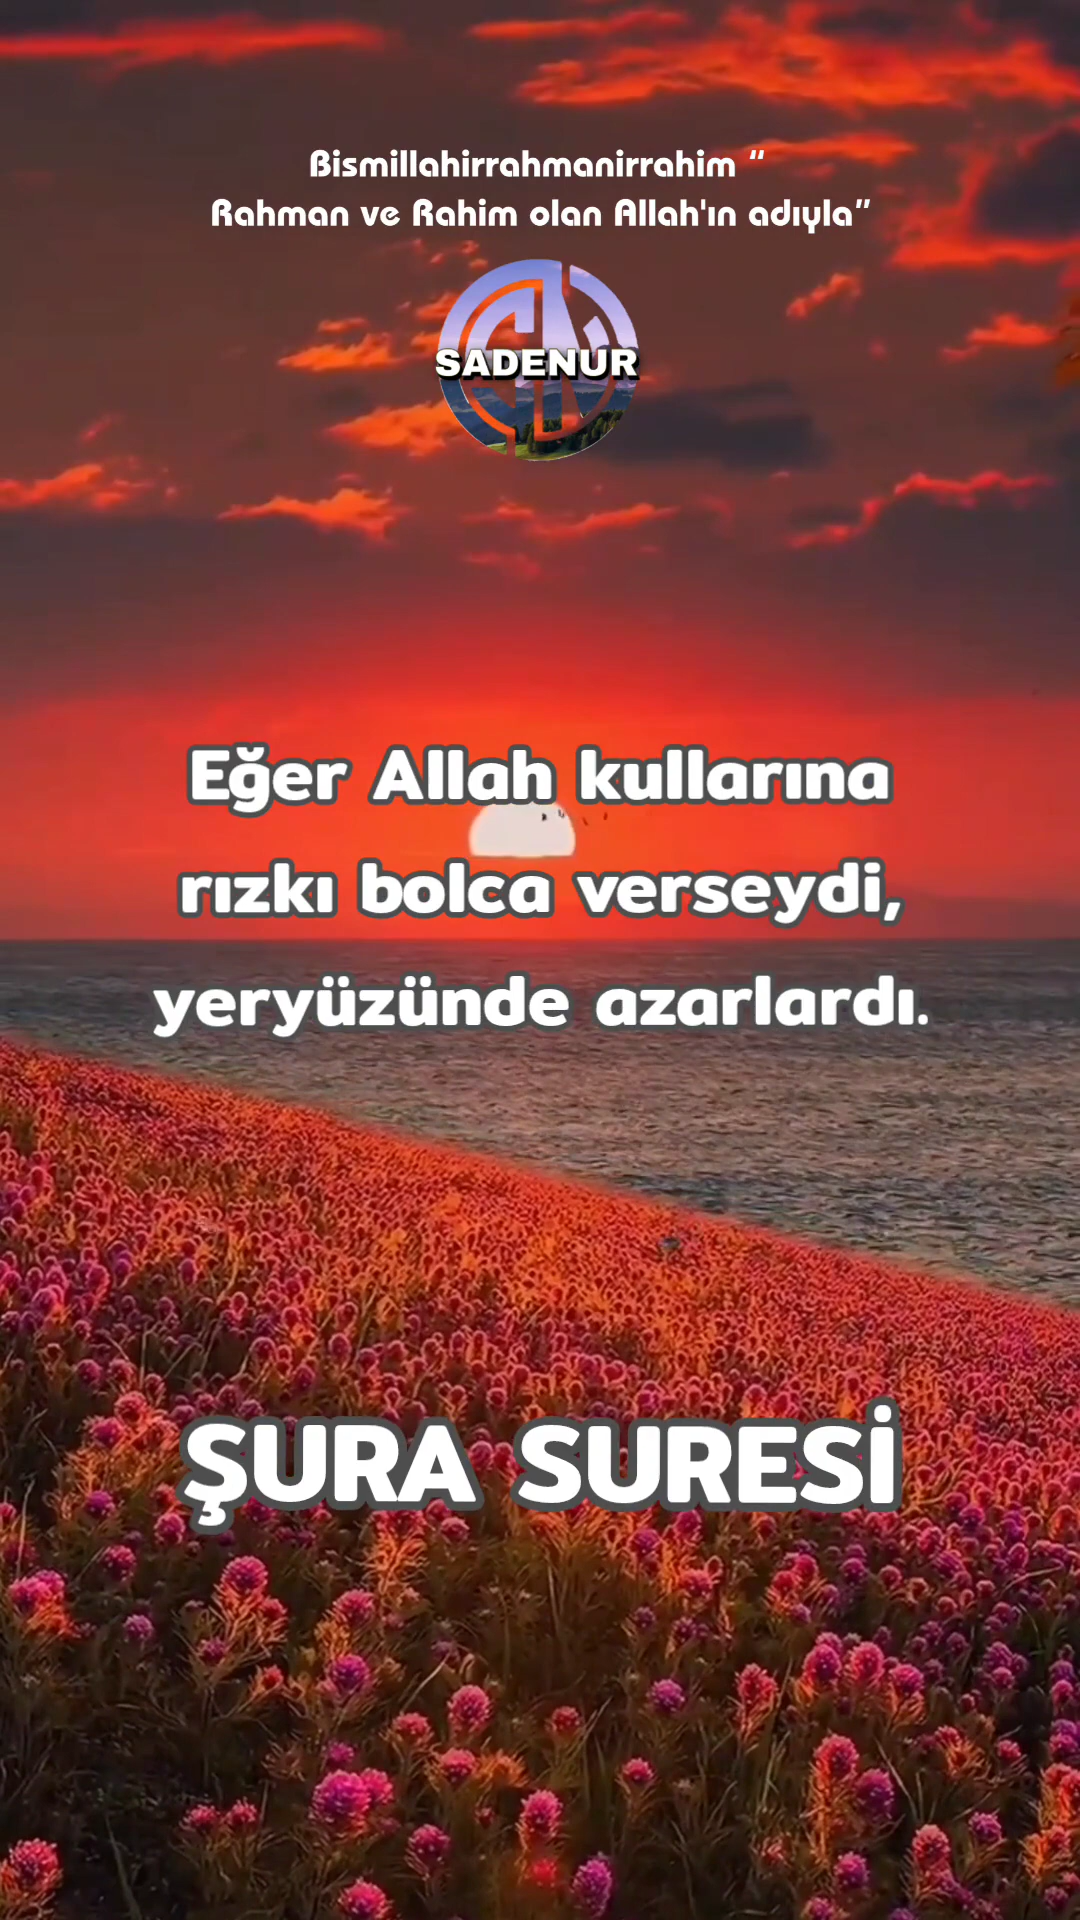 Bismillahirrahmanirrahim “
Rahman ve Rahim olan Allah'ın adıyla”
SADENUR
Eğer Allah kullarına
rızkı bolca verseydi,
yeryüzünde azarlardı.
ŞURA SURESİ